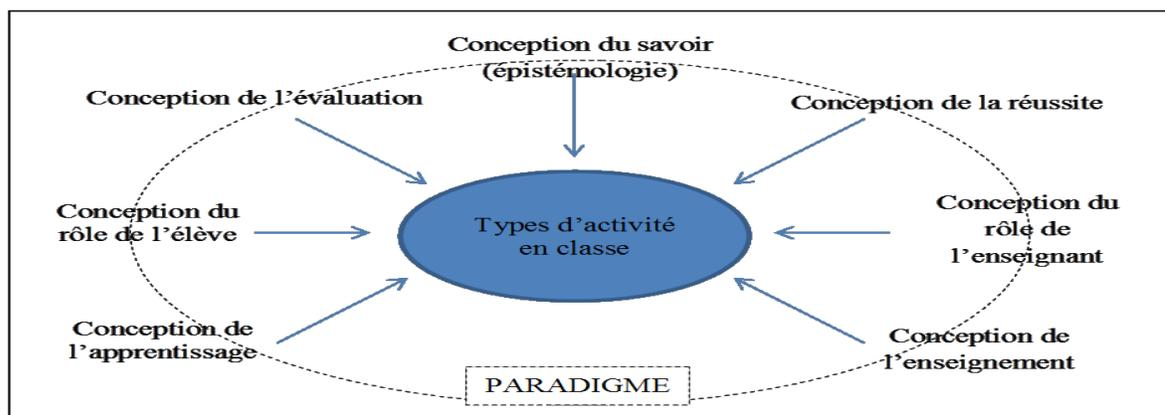 Conception du savoir
(épistémologie)
Conception de l'évaluation
Conception de la réussite
Conception du
rôle de l'élève
Types d'activité
en classe
Conception du
rôle de
l'enseignant
Conception de
l'apprentissage
Conception de
l'enseignement
PARADIGME